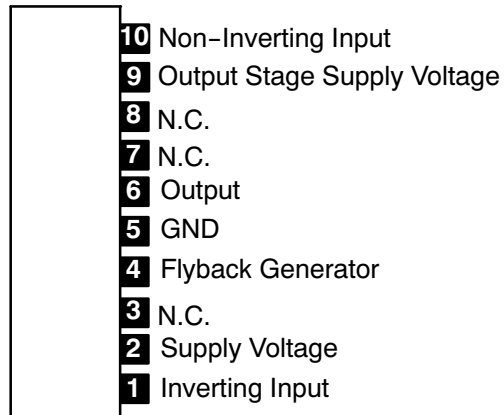 10 Non-Inverting Input
9 Output Stage Supply Voltage
8 N.C.
7 N.C.
6 Output
5 GND
4 Flyback Generator
3 N.C.
2 Supply Voltage
1 Inverting Input